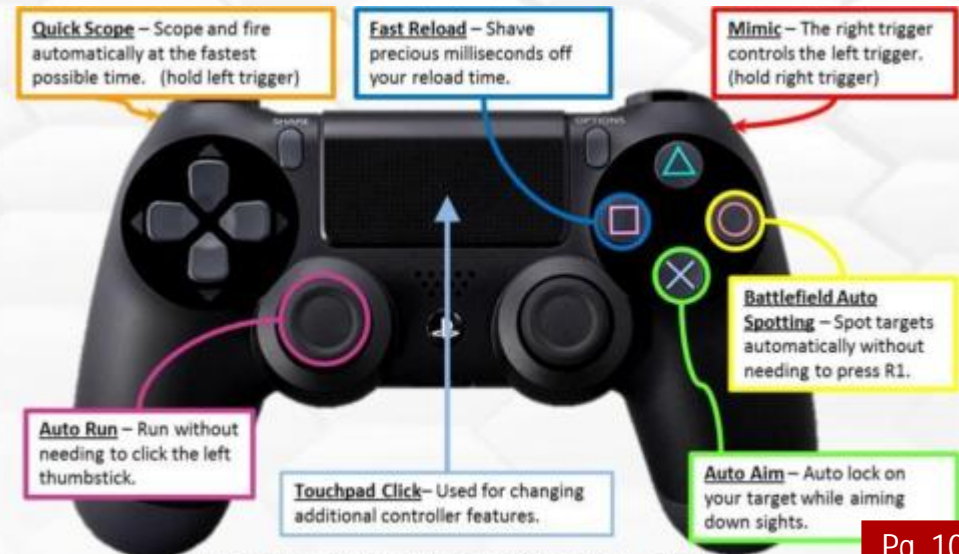 Quick Scope – Scope and fire
automatically at the fastest
possible time. (hold left trigger)
Fast Reload – Shave
precious milliseconds off
your reload time.
Mimic – The right trigger
controls the left trigger.
(hold right trigger)
SHARE
OPTIONS
Battlefield Auto
Spotting – Spot targets
automatically without
needing to press R1.
Auto Run – Run without
needing to click the left
thumbstick.
Touchpad Click– Used for changing
additional controller features.
Auto Aim – Auto lock on
your target while aiming
down sights.
Pg. 10